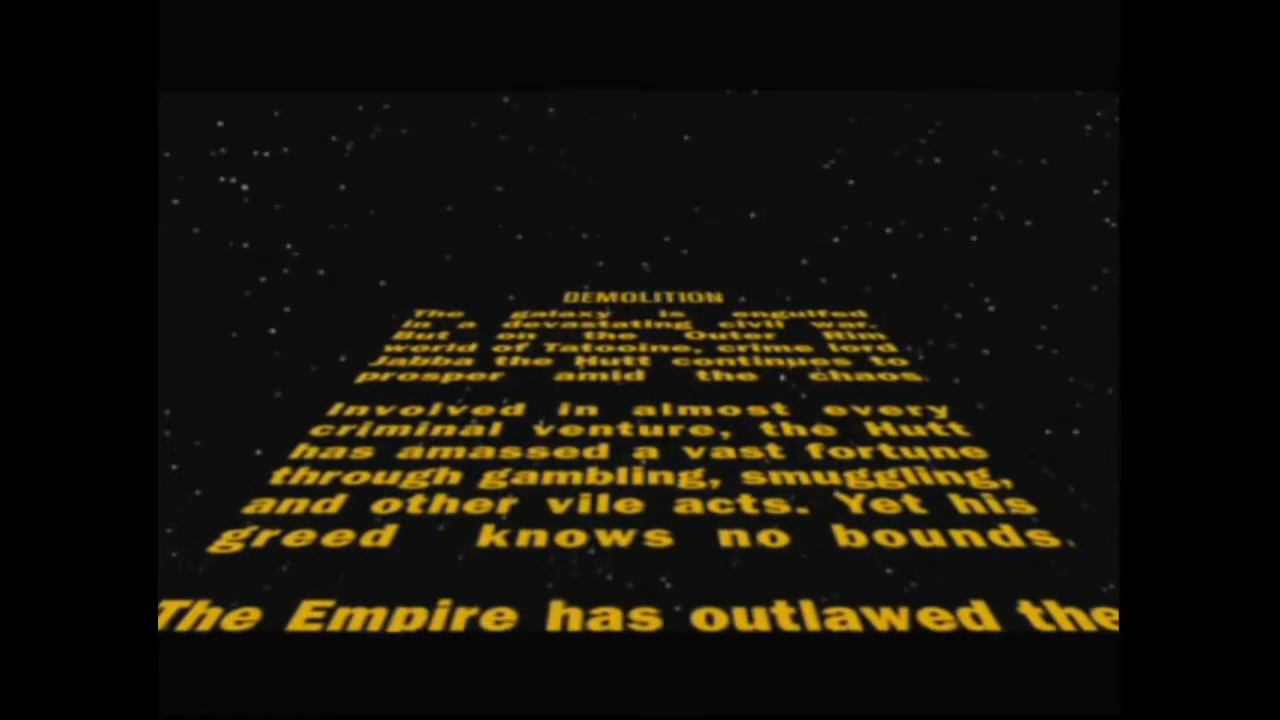 DEMOLITION
The galaxy is engulfed
in a devastating civil war.
But on the Outer Rim
world of Tatooine, crime lord
Jabba the Hutt continues to
prosper amid the chaos.
Involved in almost every
criminal venture, the Hutt
has amassed a vast fortune
through gambling, smuggling,
and other vile acts. Yet his
greed knows no bounds.
The Empire has outlawed the